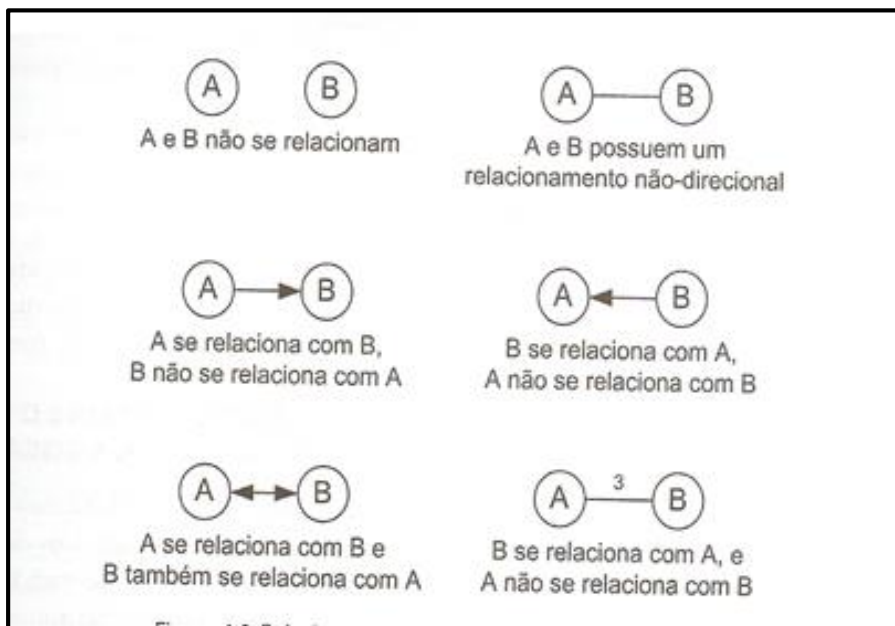 A B
A e B não se relacionam
A B
A e B possuem um
relacionamento não-direcional
A B
A se relaciona com B,
B não se relaciona com A
A B
B se relaciona com A,
A não se relaciona com B
A B
A se relaciona com B e
B também se relaciona com A
A 3 B
B se relaciona com A, e
A não se relaciona com B